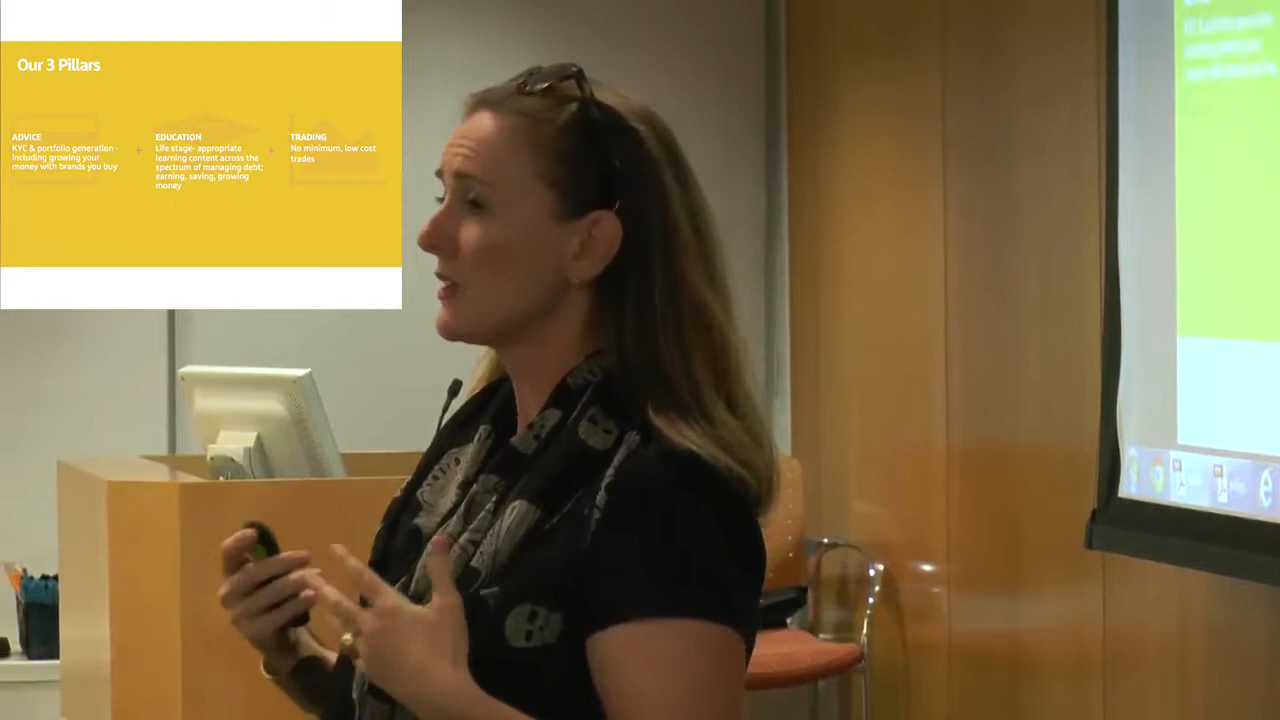 Our 3 Pillars
ADVICE
KYC & portfolio generation -
including growing your
money with brands you buy
+
EDUCATION
Life stage- appropriate
learning content across the
spectrum of managing debt;
earning, saving, growing
money
+
TRADING
No minimum, low cost
trades